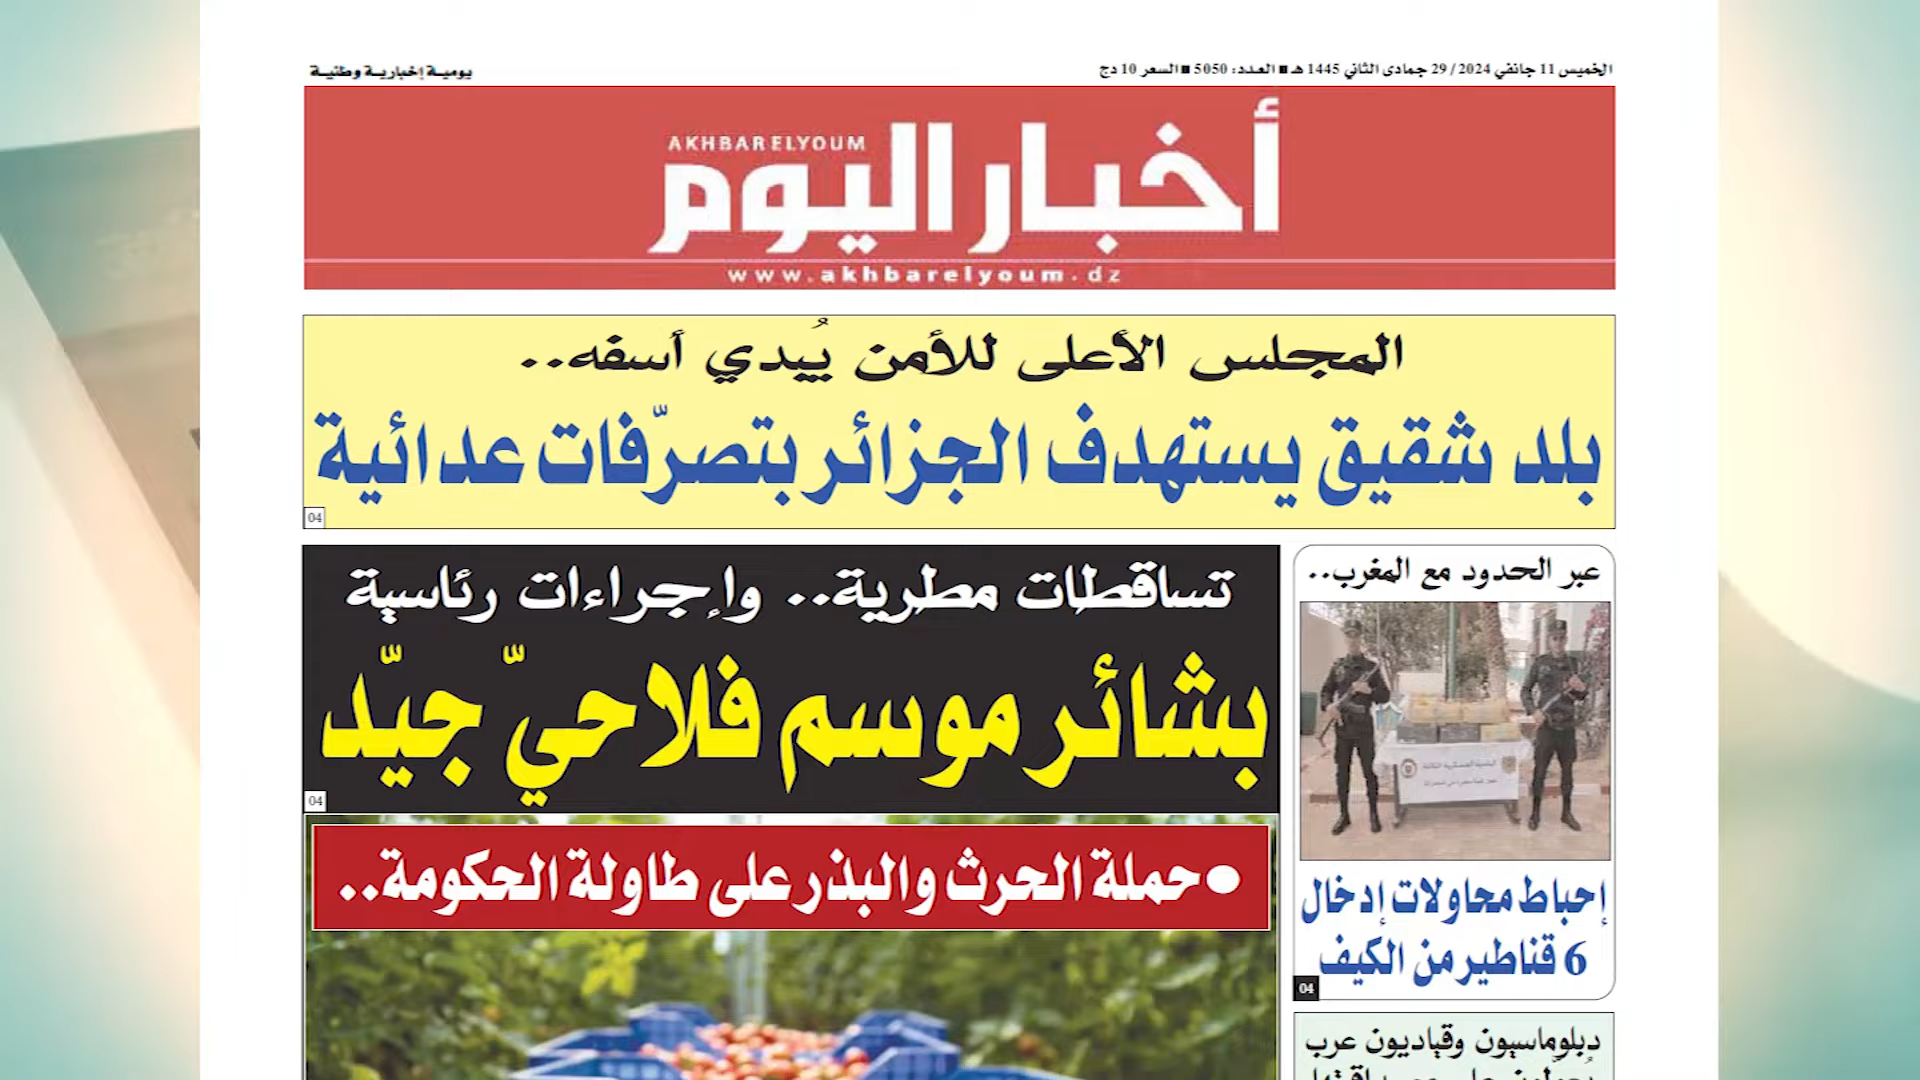 الخميس 11 جانفي 2024 / 29 جمادى الثاني 1445 هـ ■ العدد: 5050 ■ السعر 10 دج
يومية إخبارية وطنية
AKHBARELYOUM
أخبار اليوم
www.akhbarelyoum.dz
المجلس الأعلى للأمن يُبدي أسفه..
بلد شقيق يستهدف الجزائر بتصرّفات عدائية
04
عبر الحدود مع المغرب..
إحباط محاولات إدخال
6 قناطير من الكيف
04
تساقطات مطرية.. وإجراءات رئاسية
بشائر موسم فلاحيّ جيّد
04
●حملة الحرث والبذر على طاولة الحكومة..
دبلوماسيون وقياديون عرب